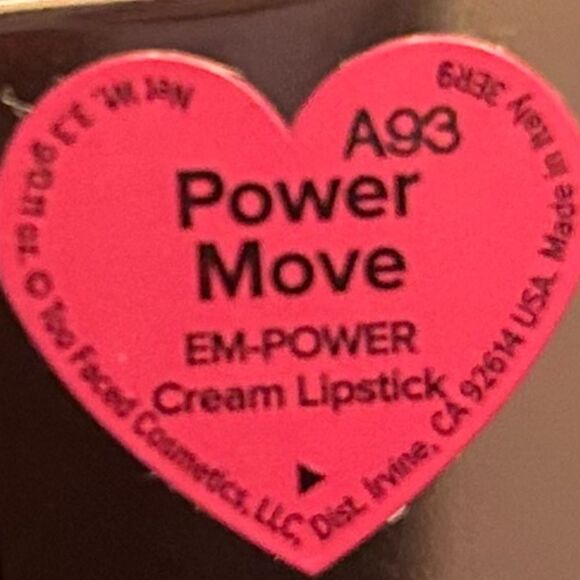 A93
Power
Move
EM-POWER
Cream Lipstick
Net Wt. 3.3 g/0.11 oz. © Too Faced Cosmetics, LLC, Dist. Irvine, CA 92614 USA. Made in Italy 3ER9